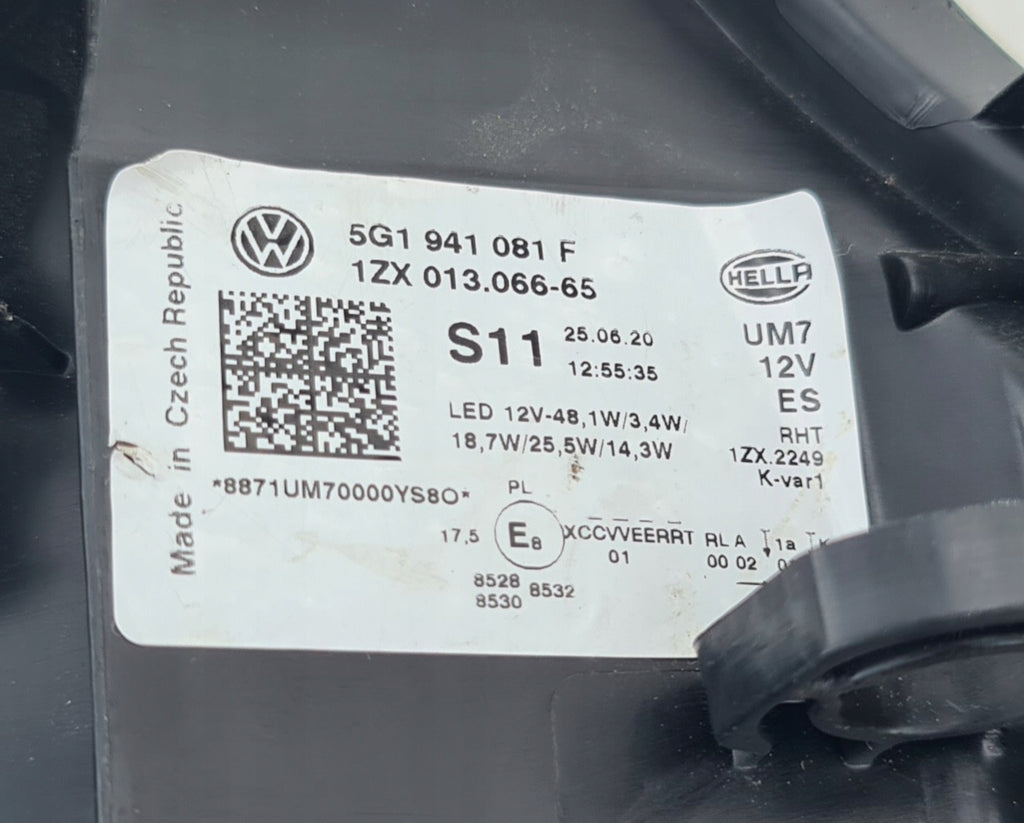 Made in Czech Republic
5G1 941 081 F
1ZX 013.066-65
HELLA
S11
25.06.20
12:55:35
UM7
12V
ES
RHT
1ZX.2249
K-var1
LED 12V-48,1W/3,4W/
18,7W/25,5W/14,3W
*8871UM70000YS8O*
PL
17,5 E8 XCCVVEERRT RL A 1a
01 00 02
8528 8532
8530